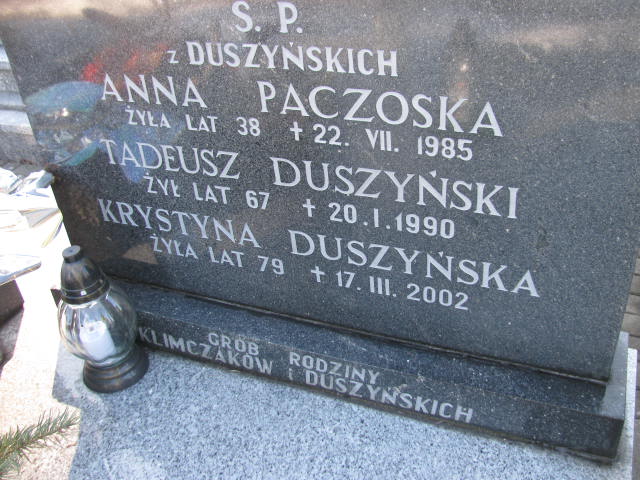 S. P.
z DUSZYŃSKICH
ANNA PACZOSKA
ŻYŁA LAT 38 + 22. VII. 1985
TADEUSZ DUSZYŃSKI
ŻYŁ LAT 67 + 20. I. 1990
KRYSTYNA DUSZYŃSKA
ŻYŁA LAT 79 + 17. III. 2002
GRÓB RODZINY
KLIMCZAKÓW i DUSZYŃSKICH